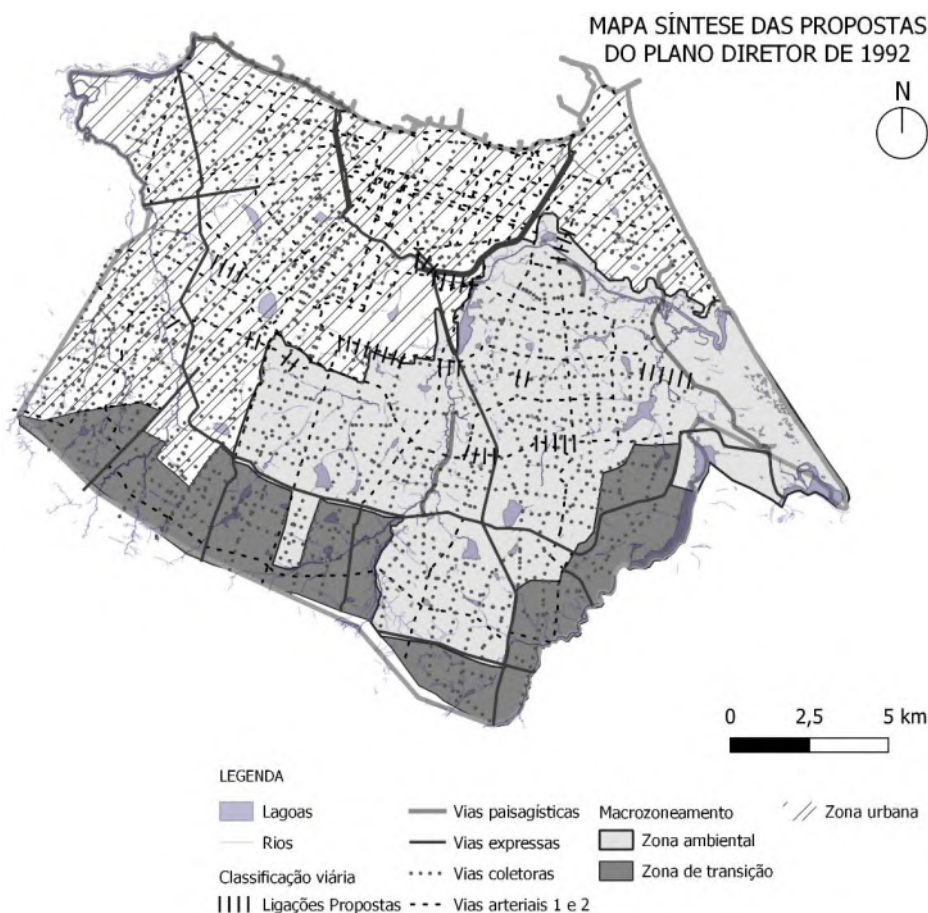 MAPA SÍNTESE DAS PROPOSTAS
DO PLANO DIRETOR DE 1992
N
0 2,5 5 km
LEGENDA
Lagoas
Rios
Classificação viária
Ligações Propostas
Vias paisagísticas
Vias expressas
Vias coletoras
Vias arteriais 1 e 2
Macrozoneamento
Zona ambiental
Zona de transição
Zona urbana